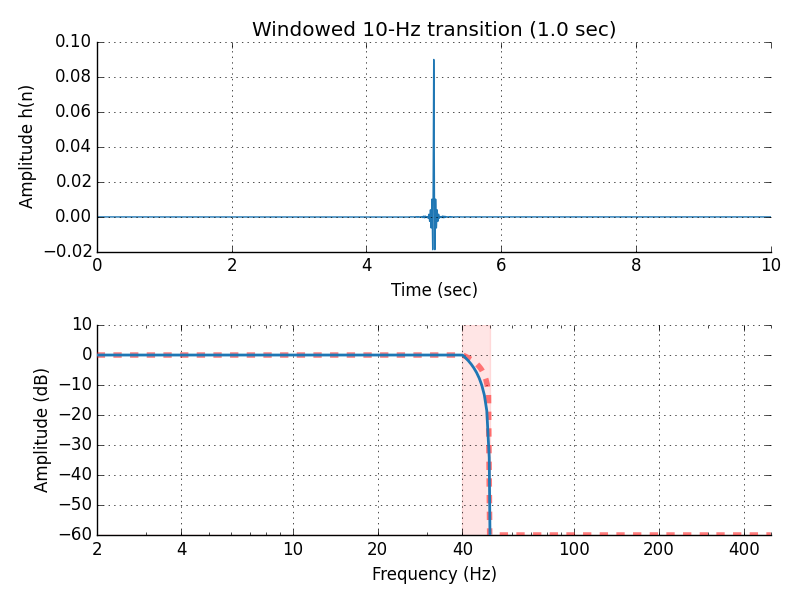 Windowed 10-Hz transition (1.0 sec)
0.10
0.08
0.06
0.04
0.02
0.00
−0.02
Amplitude h(n)
0 2 4 6 8 10
Time (sec)
10
0
−10
−20
−30
−40
−50
−60
Amplitude (dB)
2 4 10 20 40 100 200 400
Frequency (Hz)